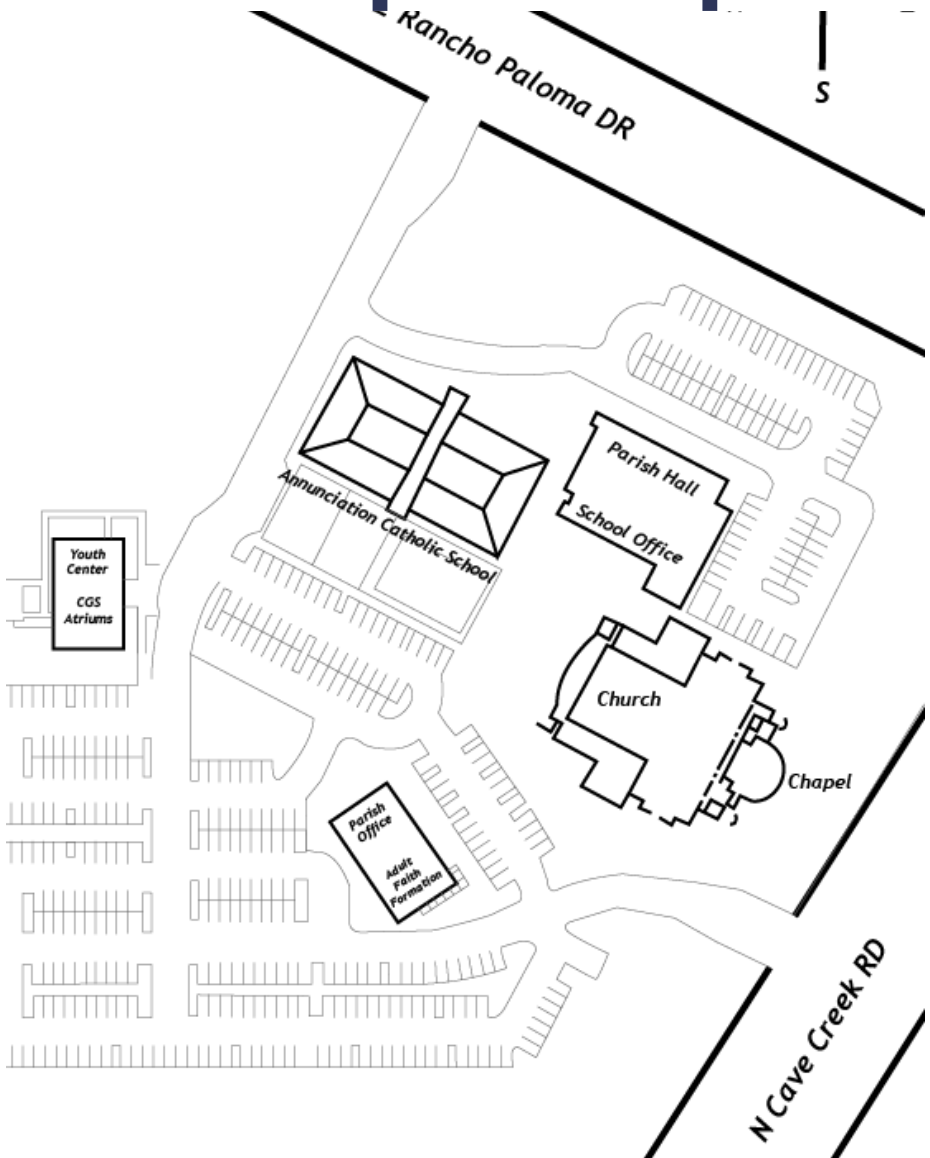 Rancho Paloma DR
S
Parish Hall
School Office
Annunciation Catholic School
Youth
Center
CGS
Atriums
Church
Chapel
Parish
Office
Adult
Faith
Formation
N Cave Creek RD